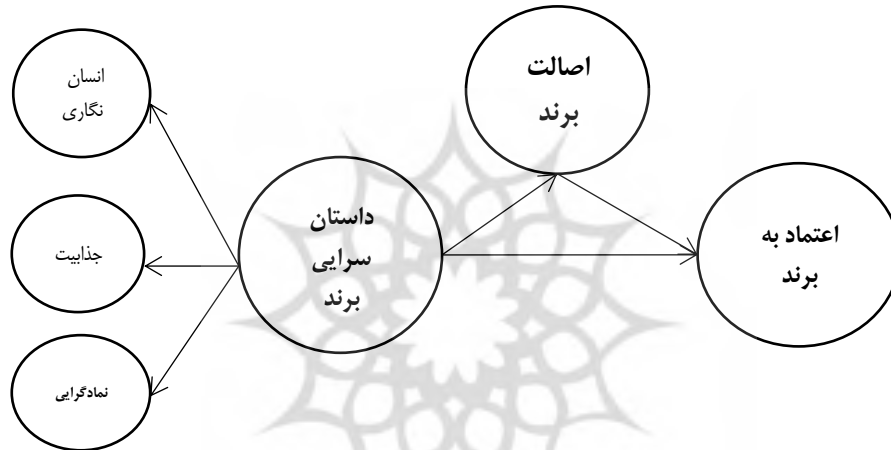 اصالت
برند
انسان
نگاری
داستان
سرایی
برند
اعتماد به
برند
جذابیت
نمادگرایی